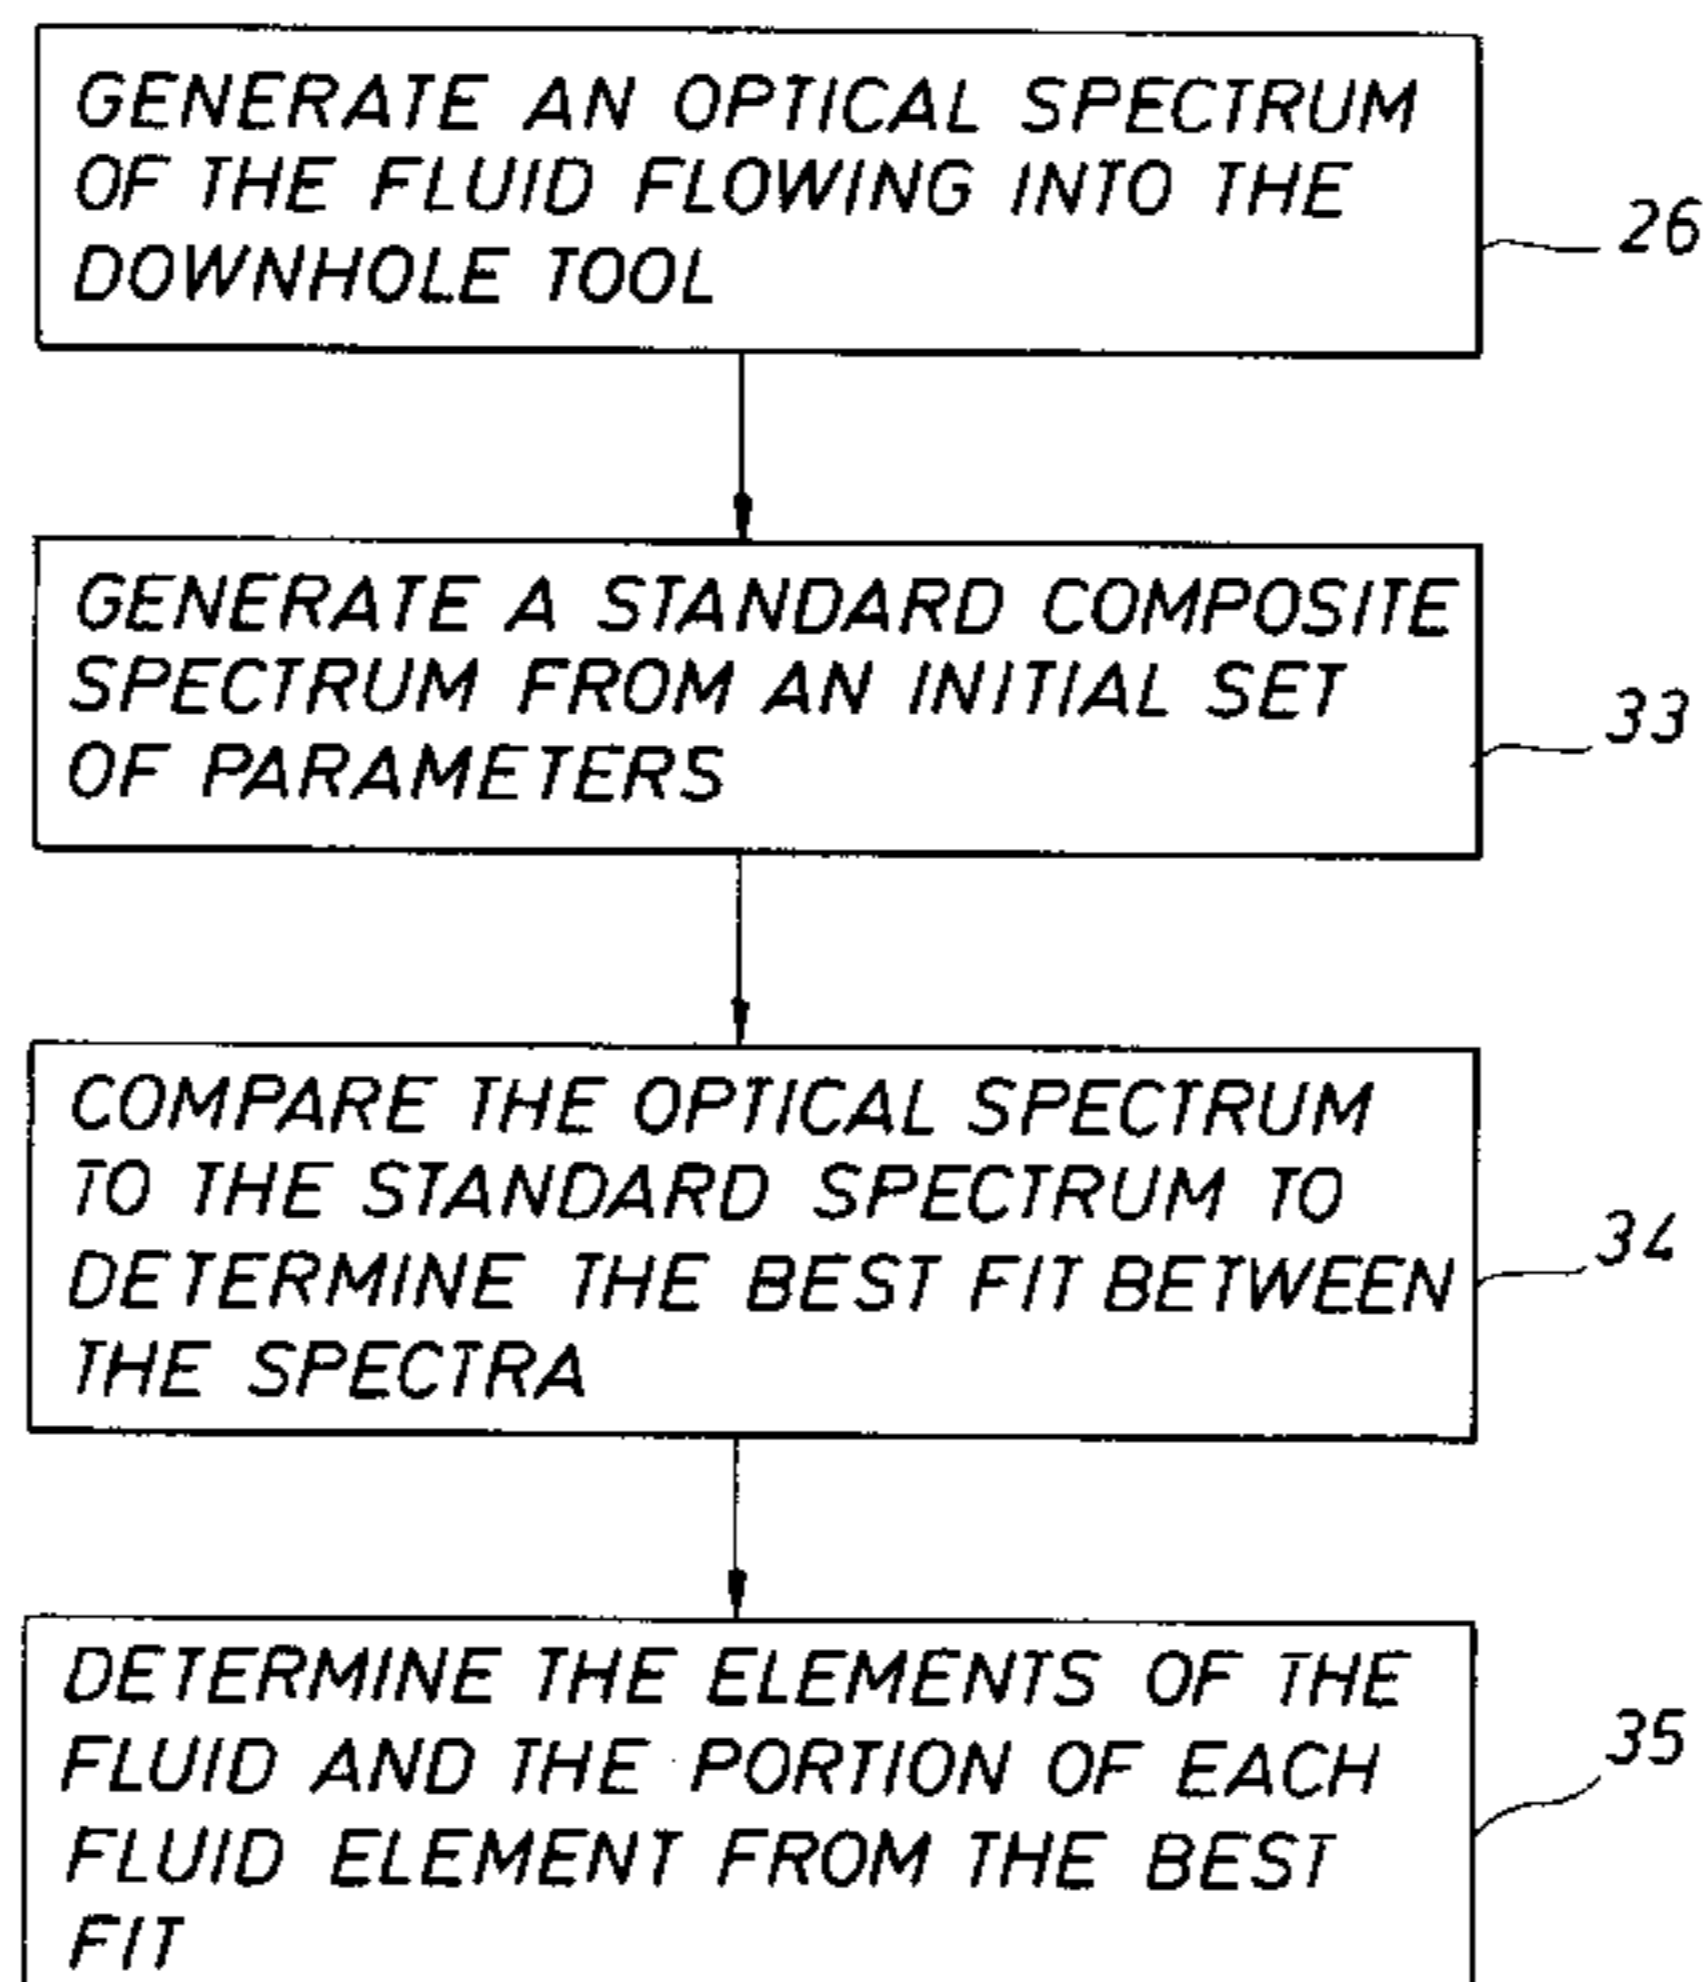 GENERATE AN OPTICAL SPECTRUM
OF THE FLUID FLOWING INTO THE
DOWNHOLE TOOL
26
GENERATE A STANDARD COMPOSITE
SPECTRUM FROM AN INITIAL SET
OF PARAMETERS
33
COMPARE THE OPTICAL SPECTRUM
TO THE STANDARD SPECTRUM TO
DETERMINE THE BEST FIT BETWEEN
THE SPECTRA
34
DETERMINE THE ELEMENTS OF THE
FLUID AND THE PORTION OF EACH
FLUID ELEMENT FROM THE BEST
FIT
35